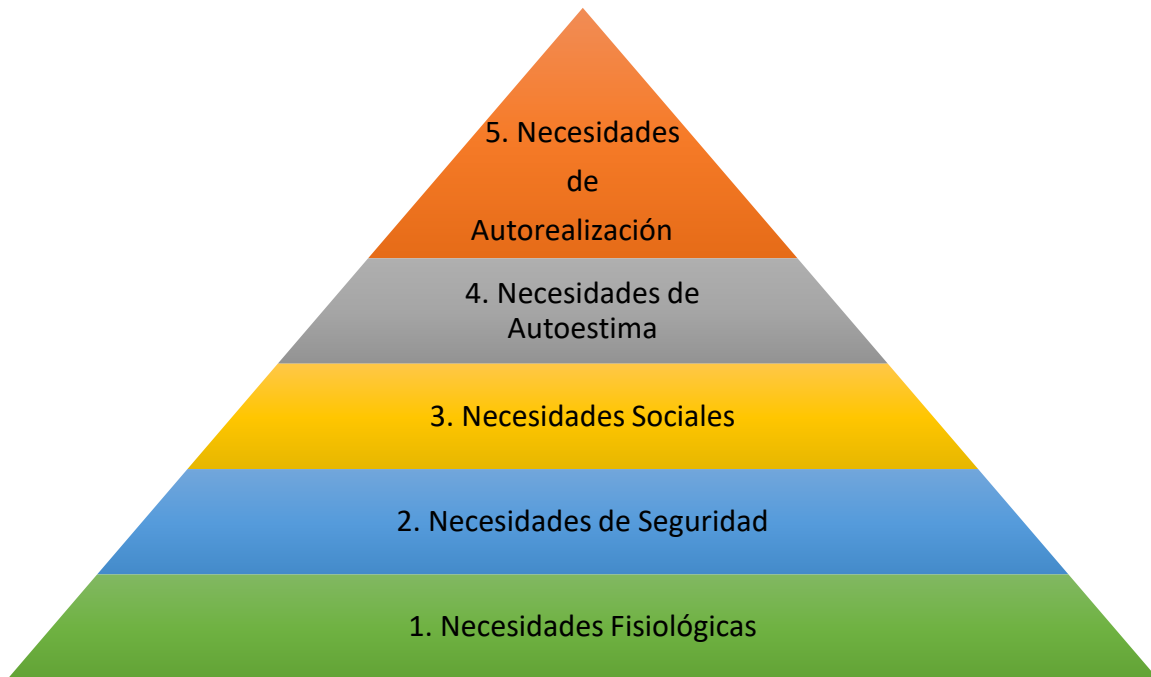 5. Necesidades
de
Autorealización
4. Necesidades de
Autoestima
3. Necesidades Sociales
2. Necesidades de Seguridad
1. Necesidades Fisiológicas